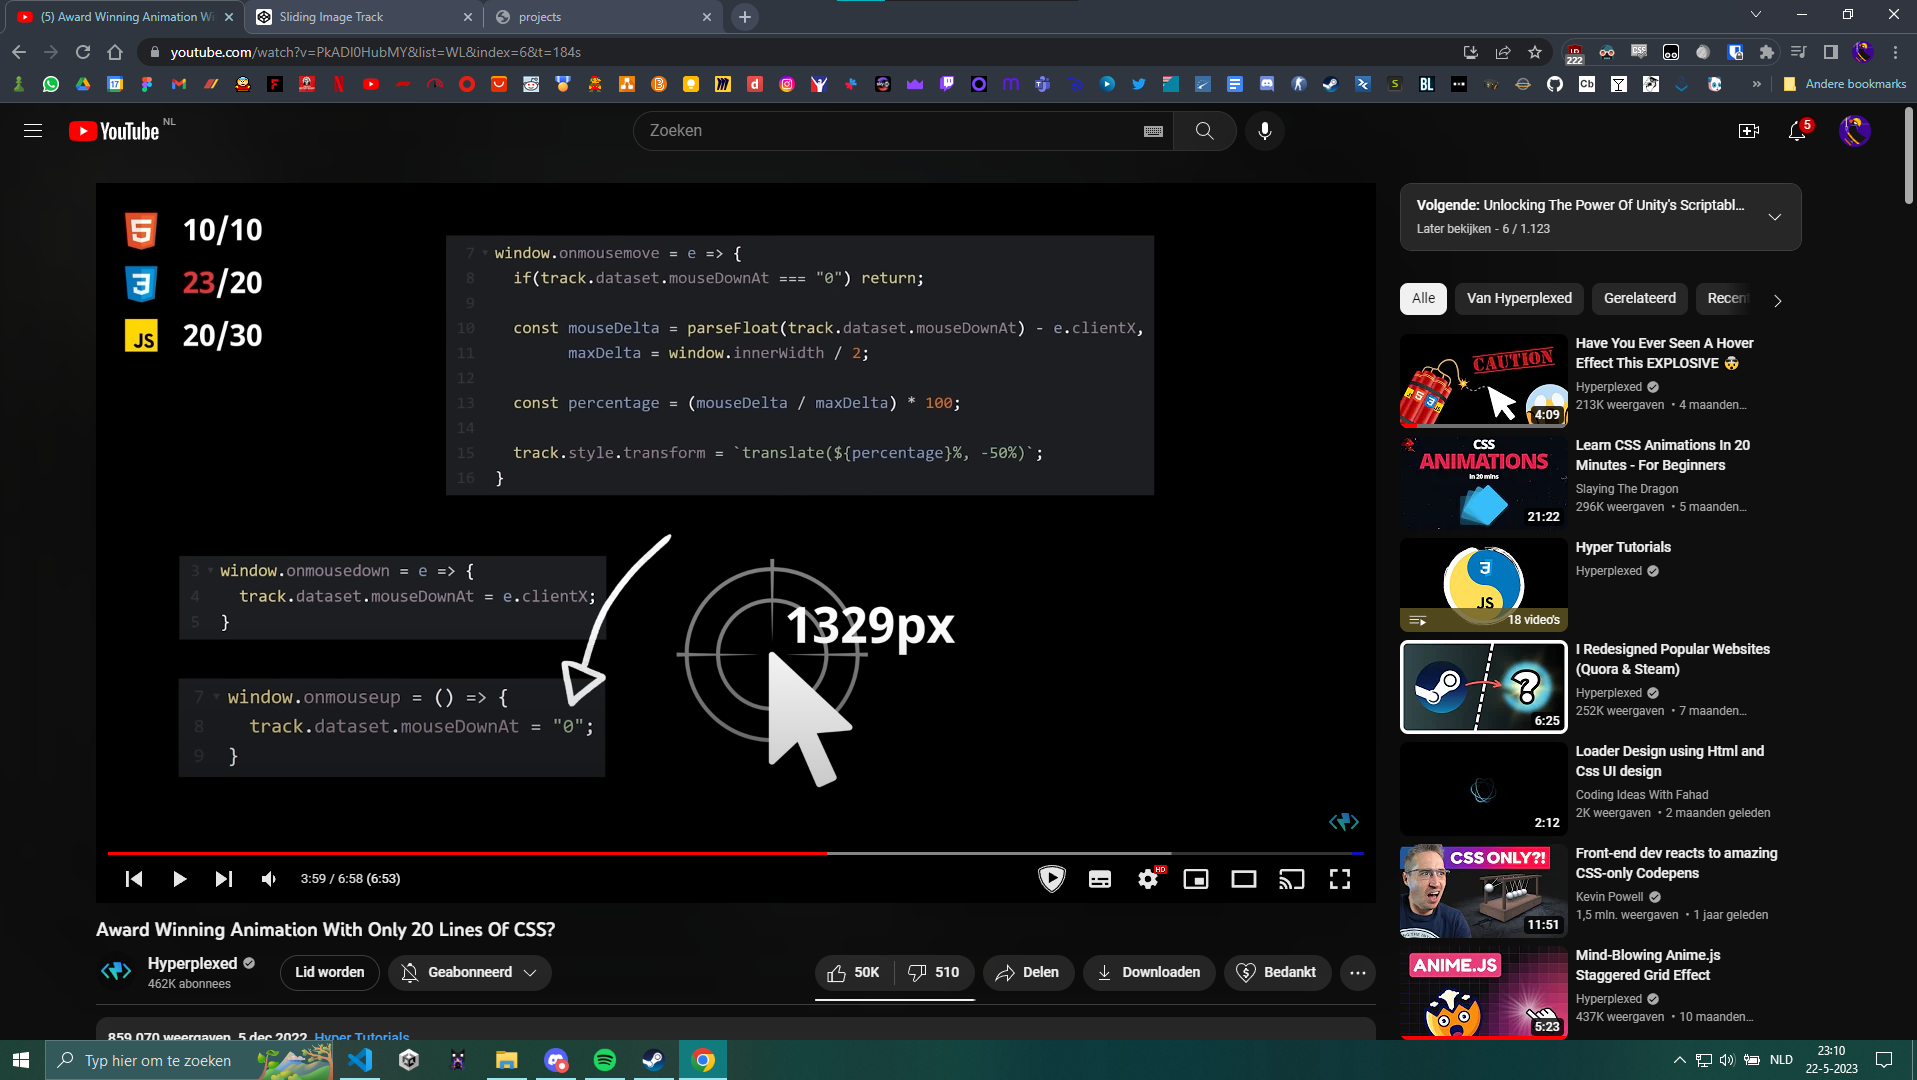 (5) Award Winning Animation Wi
Sliding Image Track
projects
youtube.com/watch?v=PkADI0HubMY&list=WL&index=6&t=184s
222
Andere bookmarks
YouTube NL
Zoeken
5
10/10
23/20
JS 20/30
7 window.onmousemove = e => {
8 if(track.dataset.mouseDownAt === "0") return;
9
10 const mouseDelta = parseFloat(track.dataset.mouseDownAt) - e.clientX,
11 maxDelta = window.innerWidth / 2;
12
13 const percentage = (mouseDelta / maxDelta) * 100;
14
15 track.style.transform = `translate(${percentage}%, -50%)`;
16 }
3 window.onmousedown = e => {
4 track.dataset.mouseDownAt = e.clientX;
5 }
7 window.onmouseup = () => {
8 track.dataset.mouseDownAt = "0";
9 }
1329px
3:59 / 6:58 (6:53)
HD
Award Winning Animation With Only 20 Lines Of CSS?
Hyperplexed
462K abonnees
Lid worden
Geabonneerd
50K
510
Delen
Downloaden
Bedankt
859.070 weergaven 5 dec 2022 Hyper Tutorials
Volgende: Unlocking The Power Of Unity's Scriptabl...
Later bekijken - 6 / 1.123
Alle
Van Hyperplexed
Gerelateerd
Recent
CAUTION
4:09
Have You Ever Seen A Hover
Effect This EXPLOSIVE 🤯
Hyperplexed
213K weergaven • 4 maanden...
CSS
ANIMATIONS
In 20 mins
21:22
Learn CSS Animations In 20
Minutes - For Beginners
Slaying The Dragon
296K weergaven • 5 maanden...
JS
18 video's
Hyper Tutorials
Hyperplexed
?
6:25
I Redesigned Popular Websites
(Quora & Steam)
Hyperplexed
252K weergaven • 7 maanden...
2:12
Loader Design using Html and
Css UI design
Coding Ideas With Fahad
2K weergaven • 2 maanden geleden
CSS ONLY?!
11:51
Front-end dev reacts to amazing
CSS-only Codepens
Kevin Powell
1,5 mln. weergaven • 1 jaar geleden
ANIME.JS
5:23
Mind-Blowing Anime.js
Staggered Grid Effect
Hyperplexed
437K weergaven • 10 maanden...
Typ hier om te zoeken
NLD
23:10
22-5-2023